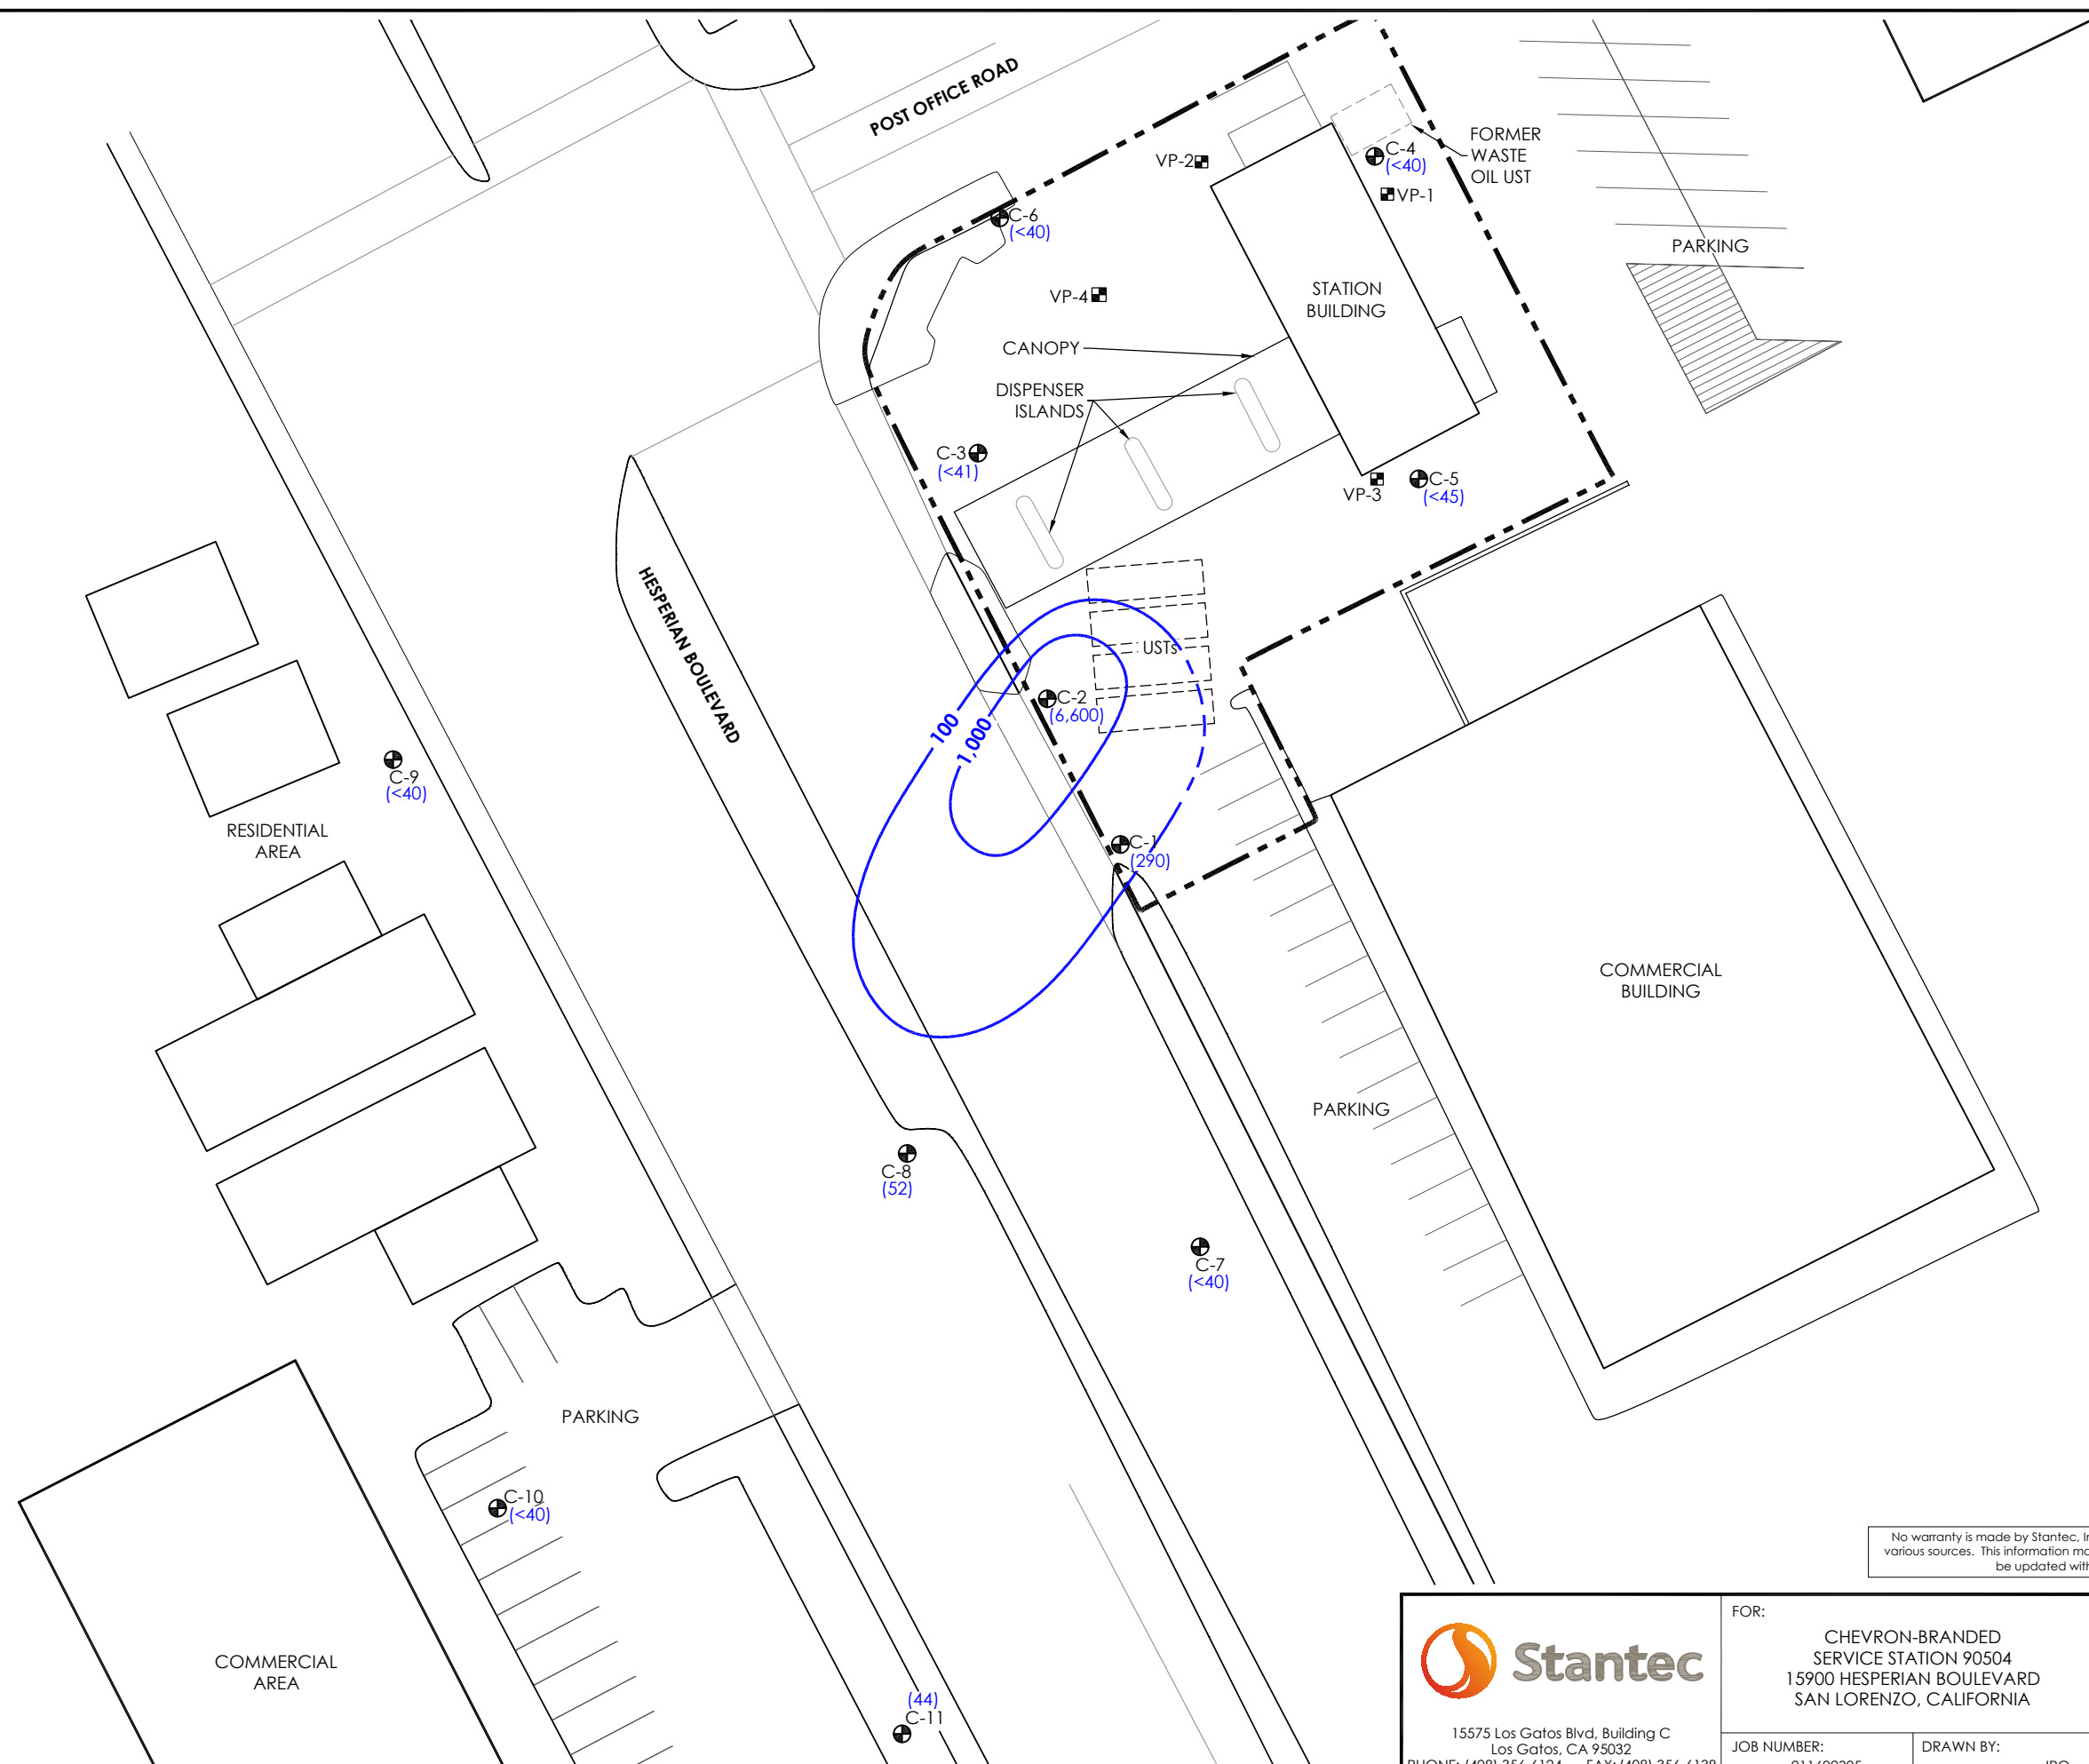 POST OFFICE ROAD
FORMER
WASTE
OIL UST
C-4
(<40)
VP-2
VP-1
C-6
(<40)
PARKING
VP-4
STATION
BUILDING
CANOPY
DISPENSER
ISLANDS
C-3
(<41)
C-5
(<45)
VP-3
HESPERIAN BOULEVARD
USTs
C-2
(6,600)
100
1,000
C-9
(<40)
RESIDENTIAL
AREA
C-1
(290)
COMMERCIAL
BUILDING
PARKING
C-8
(52)
C-7
(<40)
PARKING
C-10
(<40)
COMMERCIAL
AREA
(44)
C-11
No warranty is made by Stantec, In
various sources. This information ma
be updated with
Stantec
15575 Los Gatos Blvd, Building C
Los Gatos, CA 95032
FOR:
CHEVRON-BRANDED
SERVICE STATION 90504
15900 HESPERIAN BOULEVARD
SAN LORENZO, CALIFORNIA
JOB NUMBER:
DRAWN BY: